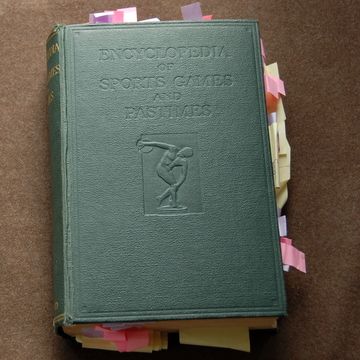 ENCYCLOPEDIA
OF
SPORTS GAMES
AND
PASTIMES